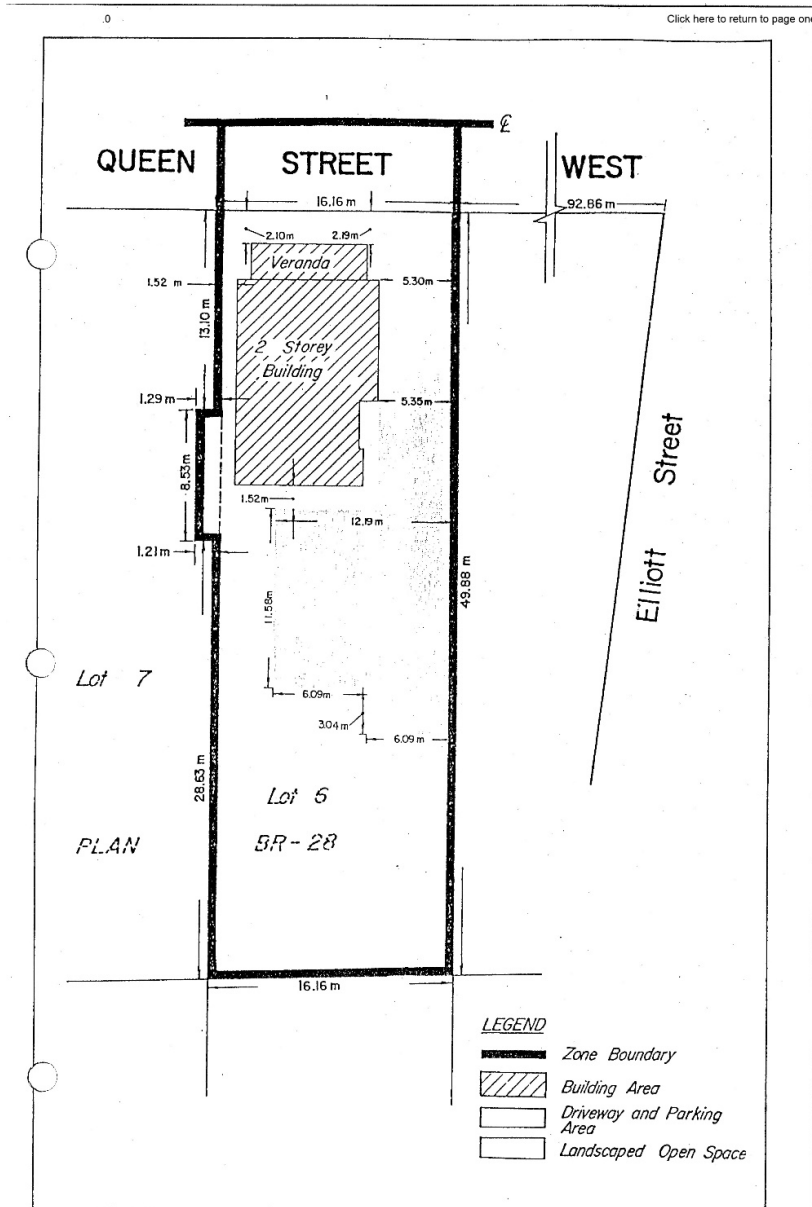 .0
Click here to return to page one
℄
QUEEN STREET WEST
16.16 m
92.86 m
2.10m
2.19m
Veranda
1.52 m
5.30m
13.10 m
2 Storey
Building
1.29 m
5.35m
8.53m
Elliott Street
1.52m
12.19m
1.21m
49.88 m
11.58m
Lot 7
6.09m
3.04m
6.09m
28.63 m
Lot 6
PLAN
BR-28
16.16 m
LEGEND
Zone Boundary
Building Area
Driveway and Parking
Area
Landscaped Open Space